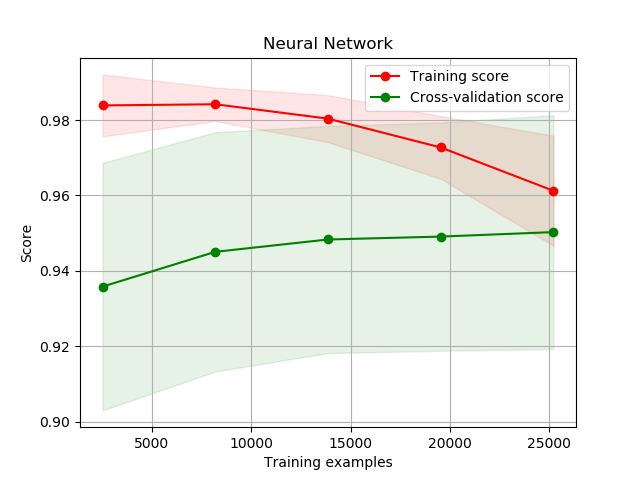 Neural Network
Training score
Cross-validation score
0.98
0.96
0.94
0.92
0.90
Score
5000
10000
15000
20000
25000
Training examples